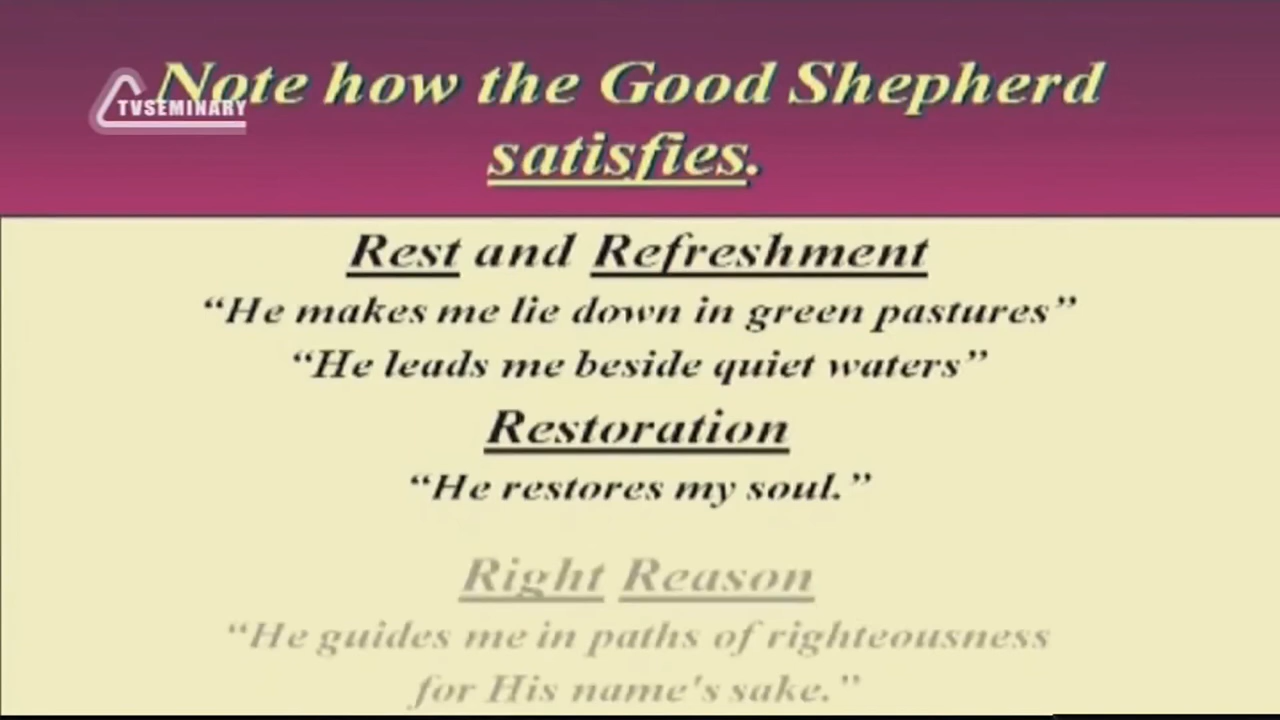 Note how the Good Shepherd
TVSEMINARY
satisfies.
Rest and Refreshment
“He makes me lie down in green pastures”
“He leads me beside quiet waters”
Restoration
“He restores my soul.”
Right Reason
“He guides me in paths of righteousness
for His name's sake.”